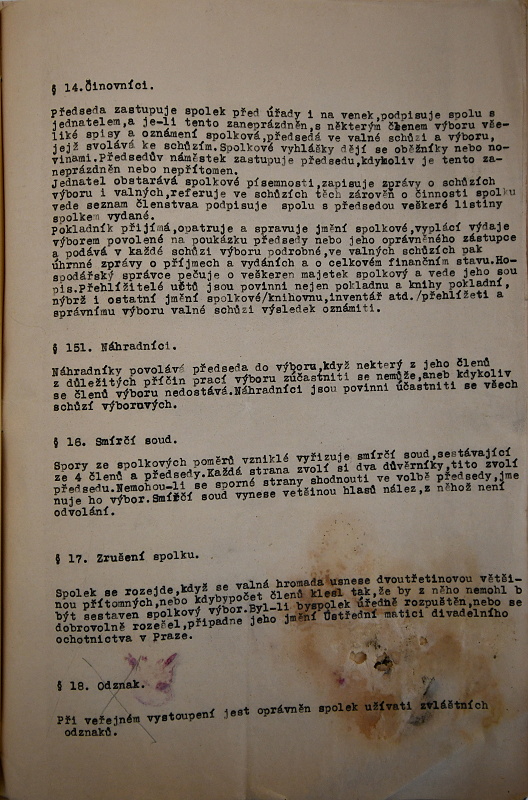 § 14.Činovníci.
Předseda zastupuje spolek před úřady i na venek,podpisuje spolu s
jednatelem,a je-li tento zaneprázdněn,s některým členem výboru vše-
liké spisy a oznámení spolková,předsedá ve valné schůzi a výboru,
jejž svolává ke schůzím.Spolkové vyhlášky dějí se oběžníky nebo no-
vinami.Předsedův náměstek zastupuje předsedu,kdykoliv je tento za-
neprázdněn nebo nepřítomen.
Jednatel obstarává spolkové písemnosti,zapisuje zprávy o schůzích
výboru i valných,referuje ve schůzích těch zároveň o činnosti spolku
vede seznam členstvaa podpisuje spolu s předsedou veškeré listiny
spolkem vydané.
Pokladník přijímá,opatruje a spravuje jmění spolkové,vyplácí výdaje
výborem povolené na poukázku předsedy nebo jeho oprávněného zástupce
a podává v každé schůzi výboru podrobné,ve valných schůzích pak
úhrnné zprávy o příjmech a vydáních a o celkovém finančním stavu.Ho-
spodářský správce pečuje o veškeren majetek spolkový a vede jeho sou
pis.Přehlížitelé účtů jsou povinni nejen pokladnu a knihy pokladní,
nýbrž i ostatní jmění spolkové/knihovnu,inventář atd./přehlížeti a
správnímu výboru valné schůzi výsledek oznámiti.
§ 151. Náhradníci.
Náhradníky povolává předseda do výboru,když nekterý z jeho členů
z důležitých příčin prací výboru zúčastniti se nemůže,aneb kdykoliv
se členů výboru nedostává.Náhradníci jsou povinni účastniti se všech
schůzí výborových.
§ 16. Smírčí soud.
Spory ze spolkových poměrů vzniklé vyřizuje smírčí soud,sestávající
ze 4 členů a předsedy.Každá strana zvolí si dva důvěrníky,tito zvolí
předsedu.Nemohou-li se sporné strany shodnouti ve volbě předsedy,jme
nuje ho výbor.Smírčí soud vynese vetšinou hlasů nález,z něhož není
odvolání.
§ 17. Zrušení spolku.
Spolek se rozejde,když se valná hromada usnese dvoutřetinovou větši-
nou přítomných,nebo kdybypočet členů klesl tak,že by z něho nemohl b
být sestaven spolkový výbor.Byl-li byspolek úředně rozpuštěn,nebo se
dobrovolně rozešel,připadne jeho jmění Ústřední matici divadelního
ochotnictva v Praze.
§ 18. Odznak.
Při veřejném vystoupení jest oprávněn spolek užívati zvláštních
odznaků.